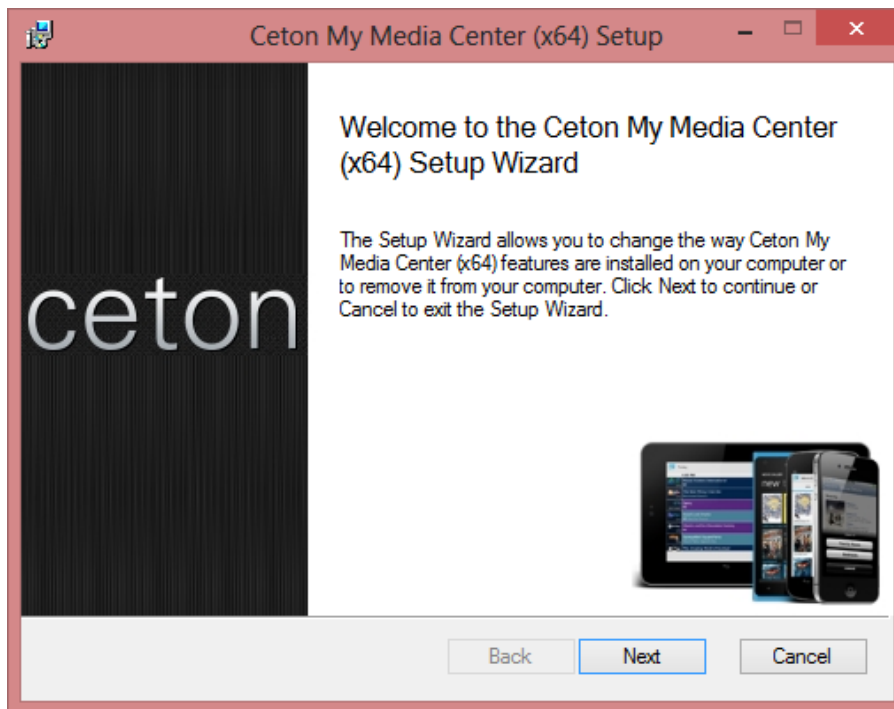 Ceton My Media Center (x64) Setup
Welcome to the Ceton My Media Center
(x64) Setup Wizard
The Setup Wizard allows you to change the way Ceton My
Media Center (x64) features are installed on your computer or
to remove it from your computer. Click Next to continue or
Cancel to exit the Setup Wizard.
ceton
new
Back
Next
Cancel